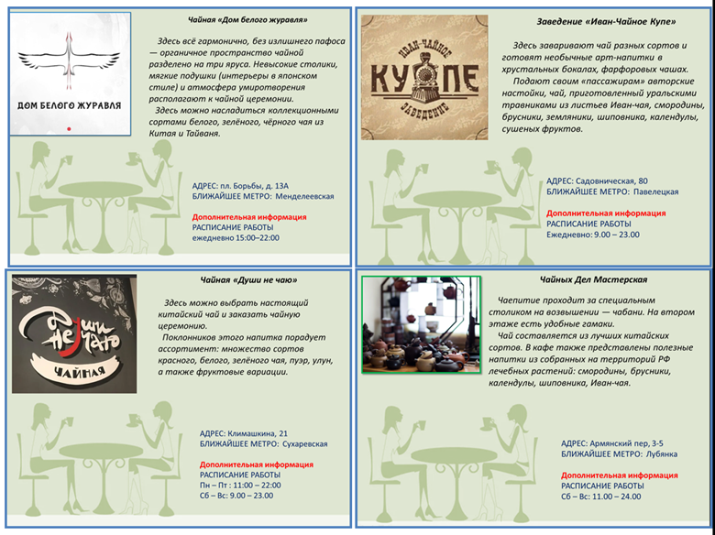 Чайная «Дом белого журавля»
Здесь всё гармонично, без излишнего пафоса
— органичное пространство чайной
разделено на три яруса. Невысокие столики,
мягкие подушки (интерьеры в японском
стиле) и атмосфера умиротворения
располагают к чайной церемонии.
Здесь можно насладиться коллекционными
сортами белого, зелёного, чёрного чая из
Китая и Тайваня.
ДОМ БЕЛОГО ЖУРАВЛЯ
АДРЕС: пл. Борьбы, д. 13А
БЛИЖАЙШЕЕ МЕТРО: Менделеевская
Дополнительная информация
РАСПИСАНИЕ РАБОТЫ
ежедневно 15:00–22:00
Заведение «Иван-Чайное Купе»
Здесь заваривают чай разных сортов и
готовят необычные арт-напитки в
хрустальных бокалах, фарфоровых чашах.
Подают своим «пассажирам» авторские
настойки, чай, приготовленный уральскими
травниками из листьев Иван-чая, смородины,
брусники, земляники, шиповника, календулы,
сушеных фруктов.
ИВАН-ЧАЙНОЕ
КУПЕ
ЗАВЕДЕНИЕ
АДРЕС: Садовническая, 80
БЛИЖАЙШЕЕ МЕТРО: Павелецкая
Дополнительная информация
РАСПИСАНИЕ РАБОТЫ
Ежедневно: 9.00 – 23.00
Чайная «Души не чаю»
Здесь можно выбрать настоящий
китайский чай и заказать чайную
церемонию.
Поклонников этого напитка порадует
ассортимент: множество сортов
красного, белого, зелёного чая, пуэр, улун,
а также фруктовые вариации.
Души
не чаю
ЧАЙНАЯ
АДРЕС: Климашкина, 21
БЛИЖАЙШЕЕ МЕТРО: Сухаревская
Дополнительная информация
РАСПИСАНИЕ РАБОТЫ
Пн – Пт : 11:00 – 22:00
Сб – Вс: 9.00 – 23.00
Чайных Дел Мастерская
Чаепитие проходит за специальным
столиком на возвышении — чабани. На втором
этаже есть удобные гамаки.
Чай составляется из лучших китайских
сортов. В кафе также представлены полезные
напитки из собранных на территорий РФ
лечебных растений: смородины, брусники,
календулы, шиповника, Иван-чая.
АДРЕС: Армянский пер, 3-5
БЛИЖАЙШЕЕ МЕТРО: Лубянка
Дополнительная информация
РАСПИСАНИЕ РАБОТЫ
Сб – Вс: 11.00 – 24.00